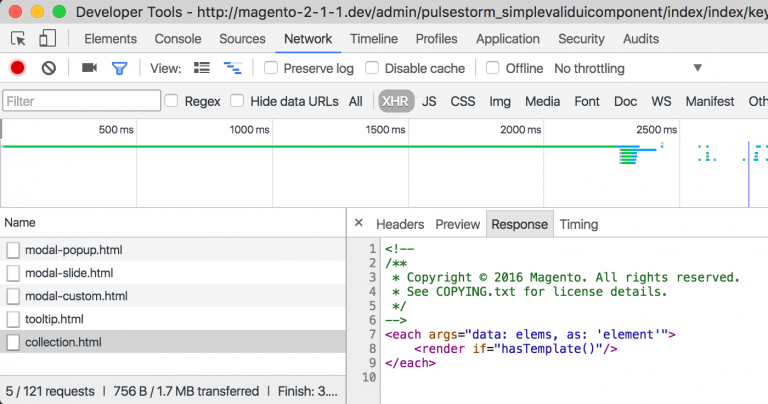 Developer Tools - http://magento-2-1-1.dev/admin/pulsestorm_simplevaliduicomponent/index/index/key
Elements Console Sources Network Timeline Profiles Application Security Audits
View: Preserve log Disable cache Offline No throttling ▼
Filter Regex Hide data URLs All XHR JS CSS Img Media Font Doc WS Manifest Oth
500 ms 1000 ms 1500 ms 2000 ms 2500 ms
Name
modal-popup.html
modal-slide.html
modal-custom.html
tooltip.html
collection.html
5 / 121 requests | 756 B / 1.7 MB transferred | Finish: 3....
× Headers Preview Response Timing
1 <!--
2 /**
3  * Copyright © 2016 Magento. All rights reserved.
4  * See COPYING.txt for license details.
5  */
6 -->
7 <each args="data: elems, as: 'element'">
8     <render if="hasTemplate()"/>
9 </each>
10